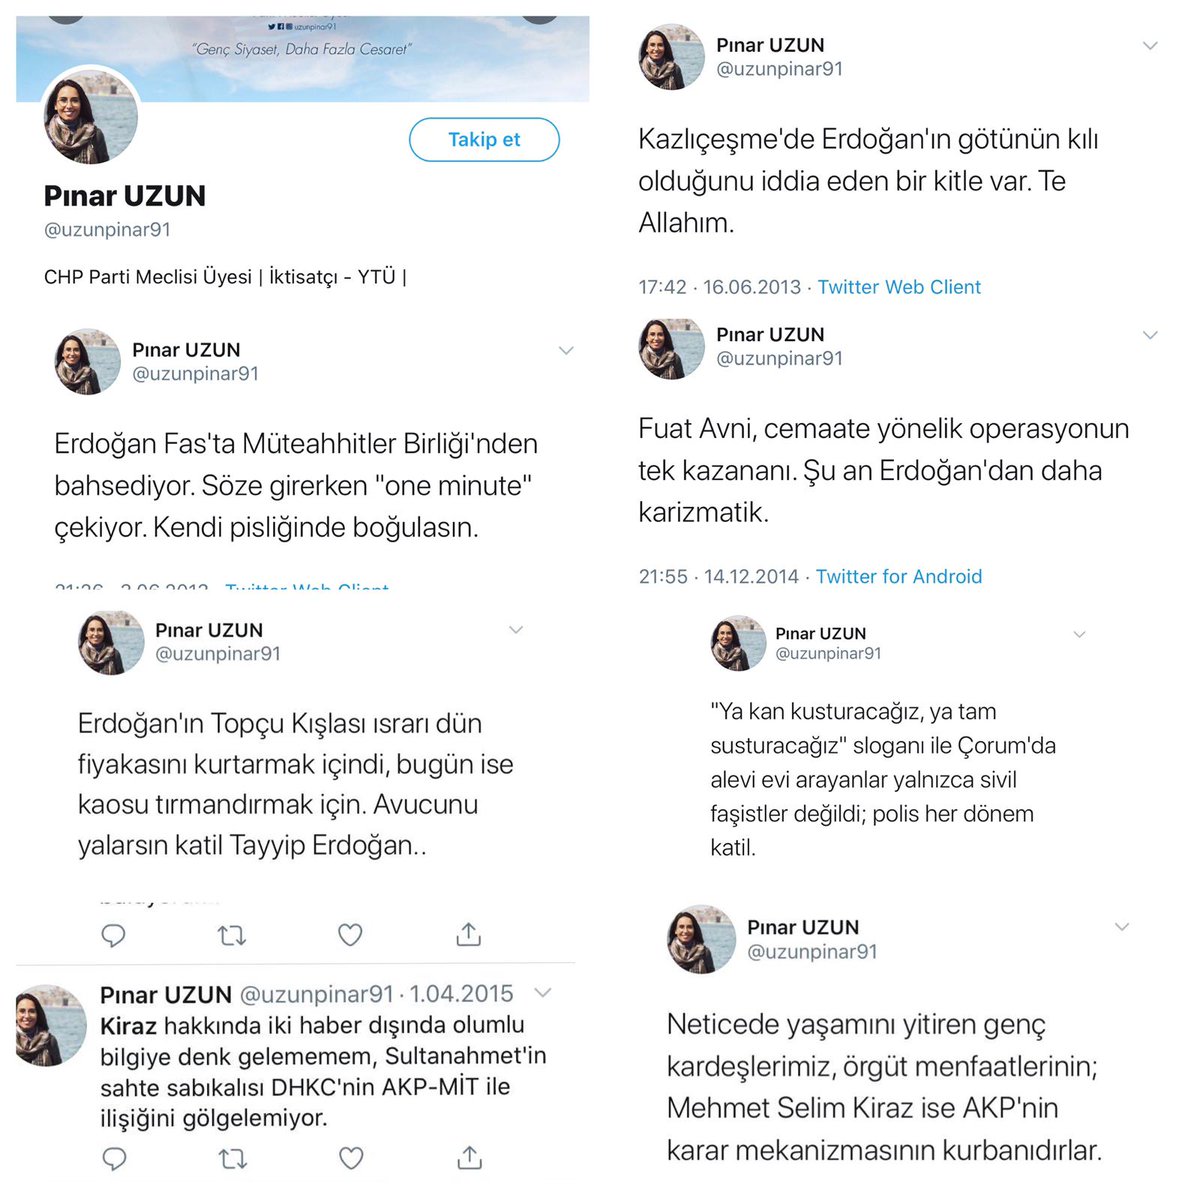 uzunpinar91
"Genç Siyaset, Daha Fazla Cesaret"
Takip et
Pınar UZUN
@uzunpinar91
CHP Parti Meclisi Üyesi | İktisatçı - YTÜ |
Pınar UZUN
@uzunpinar91
Erdoğan Fas'ta Müteahhitler Birliği'nden
bahsediyor. Söze girerken "one minute"
çekiyor. Kendi pisliğinde boğulasın.
Pınar UZUN
@uzunpinar91
Erdoğan'ın Topçu Kışlası ısrarı dün
fiyakasını kurtarmak içindi, bugün ise
kaosu tırmandırmak için. Avucunu
yalarsın katil Tayyip Erdoğan..
Pınar UZUN @uzunpinar91 · 1.04.2015
Kiraz hakkında iki haber dışında olumlu
bilgiye denk gelememem, Sultanahmet'in
sahte sabıkalısı DHKC'nin AKP-MİT ile
ilişiğini gölgelemiyor.
Pınar UZUN
@uzunpinar91
Kazlıçeşme'de Erdoğan'ın götünün kılı
olduğunu iddia eden bir kitle var. Te
Allahım.
17:42 · 16.06.2013 · Twitter Web Client
Pınar UZUN
@uzunpinar91
Fuat Avni, cemaate yönelik operasyonun
tek kazananı. Şu an Erdoğan'dan daha
karizmatik.
21:55 · 14.12.2014 · Twitter for Android
Pınar UZUN
@uzunpinar91
"Ya kan kusturacağız, ya tam
susturacağız" sloganı ile Çorum'da
alevi evi arayanlar yalnızca sivil
faşistler değildi; polis her dönem
katil.
Pınar UZUN
@uzunpinar91
Neticede yaşamını yitiren genç
kardeşlerimiz, örgüt menfaatlerinin;
Mehmet Selim Kiraz ise AKP'nin
karar mekanizmasının kurbanıdırlar.